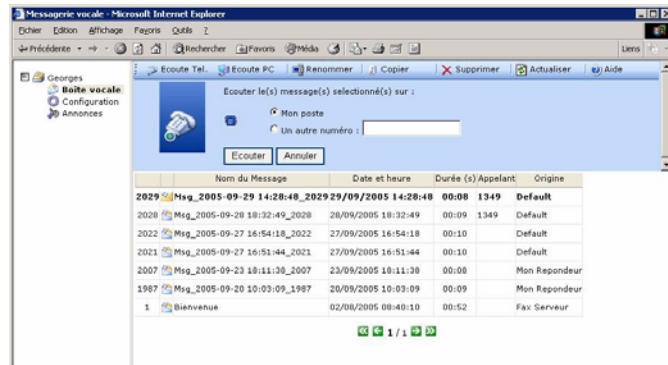 Messagerie vocale - Microsoft Internet Explorer
Fichier Edition Affichage Favoris Outils ?
Précédente Rechercher Favoris Média Liens
Ecoute Tel. Ecoute PC Renommer Copier Supprimer Actualiser Aide
Georges
Boîte vocale
Configuration
Annonces
Ecouter le(s) message(s) selectionné(s) sur :
Mon poste
Un autre numéro :
Ecouter Annuler
Nom du Message Date et heure Durée (s) Appelant Origine
2029 Msg_2005-09-29 14:28:48_2029 29/09/2005 14:28:48 00:08 1349 Default
2028 Msg_2005-09-28 18:32:49_2028 28/09/2005 18:32:49 00:09 1349 Default
2022 Msg_2005-09-27 16:54:18_2022 27/09/2005 16:54:18 00:10 Default
2021 Msg_2005-09-27 16:51:44_2021 27/09/2005 16:51:44 00:10 Default
2007 Msg_2005-09-23 18:11:38_2007 23/09/2005 18:11:38 00:08 Mon Repondeur
1987 Msg_2005-09-20 10:03:09_1987 20/09/2005 10:03:09 00:09 Mon Repondeur
1 Bienvenue 02/08/2005 08:40:10 00:52 Fax Serveur
1 / 1